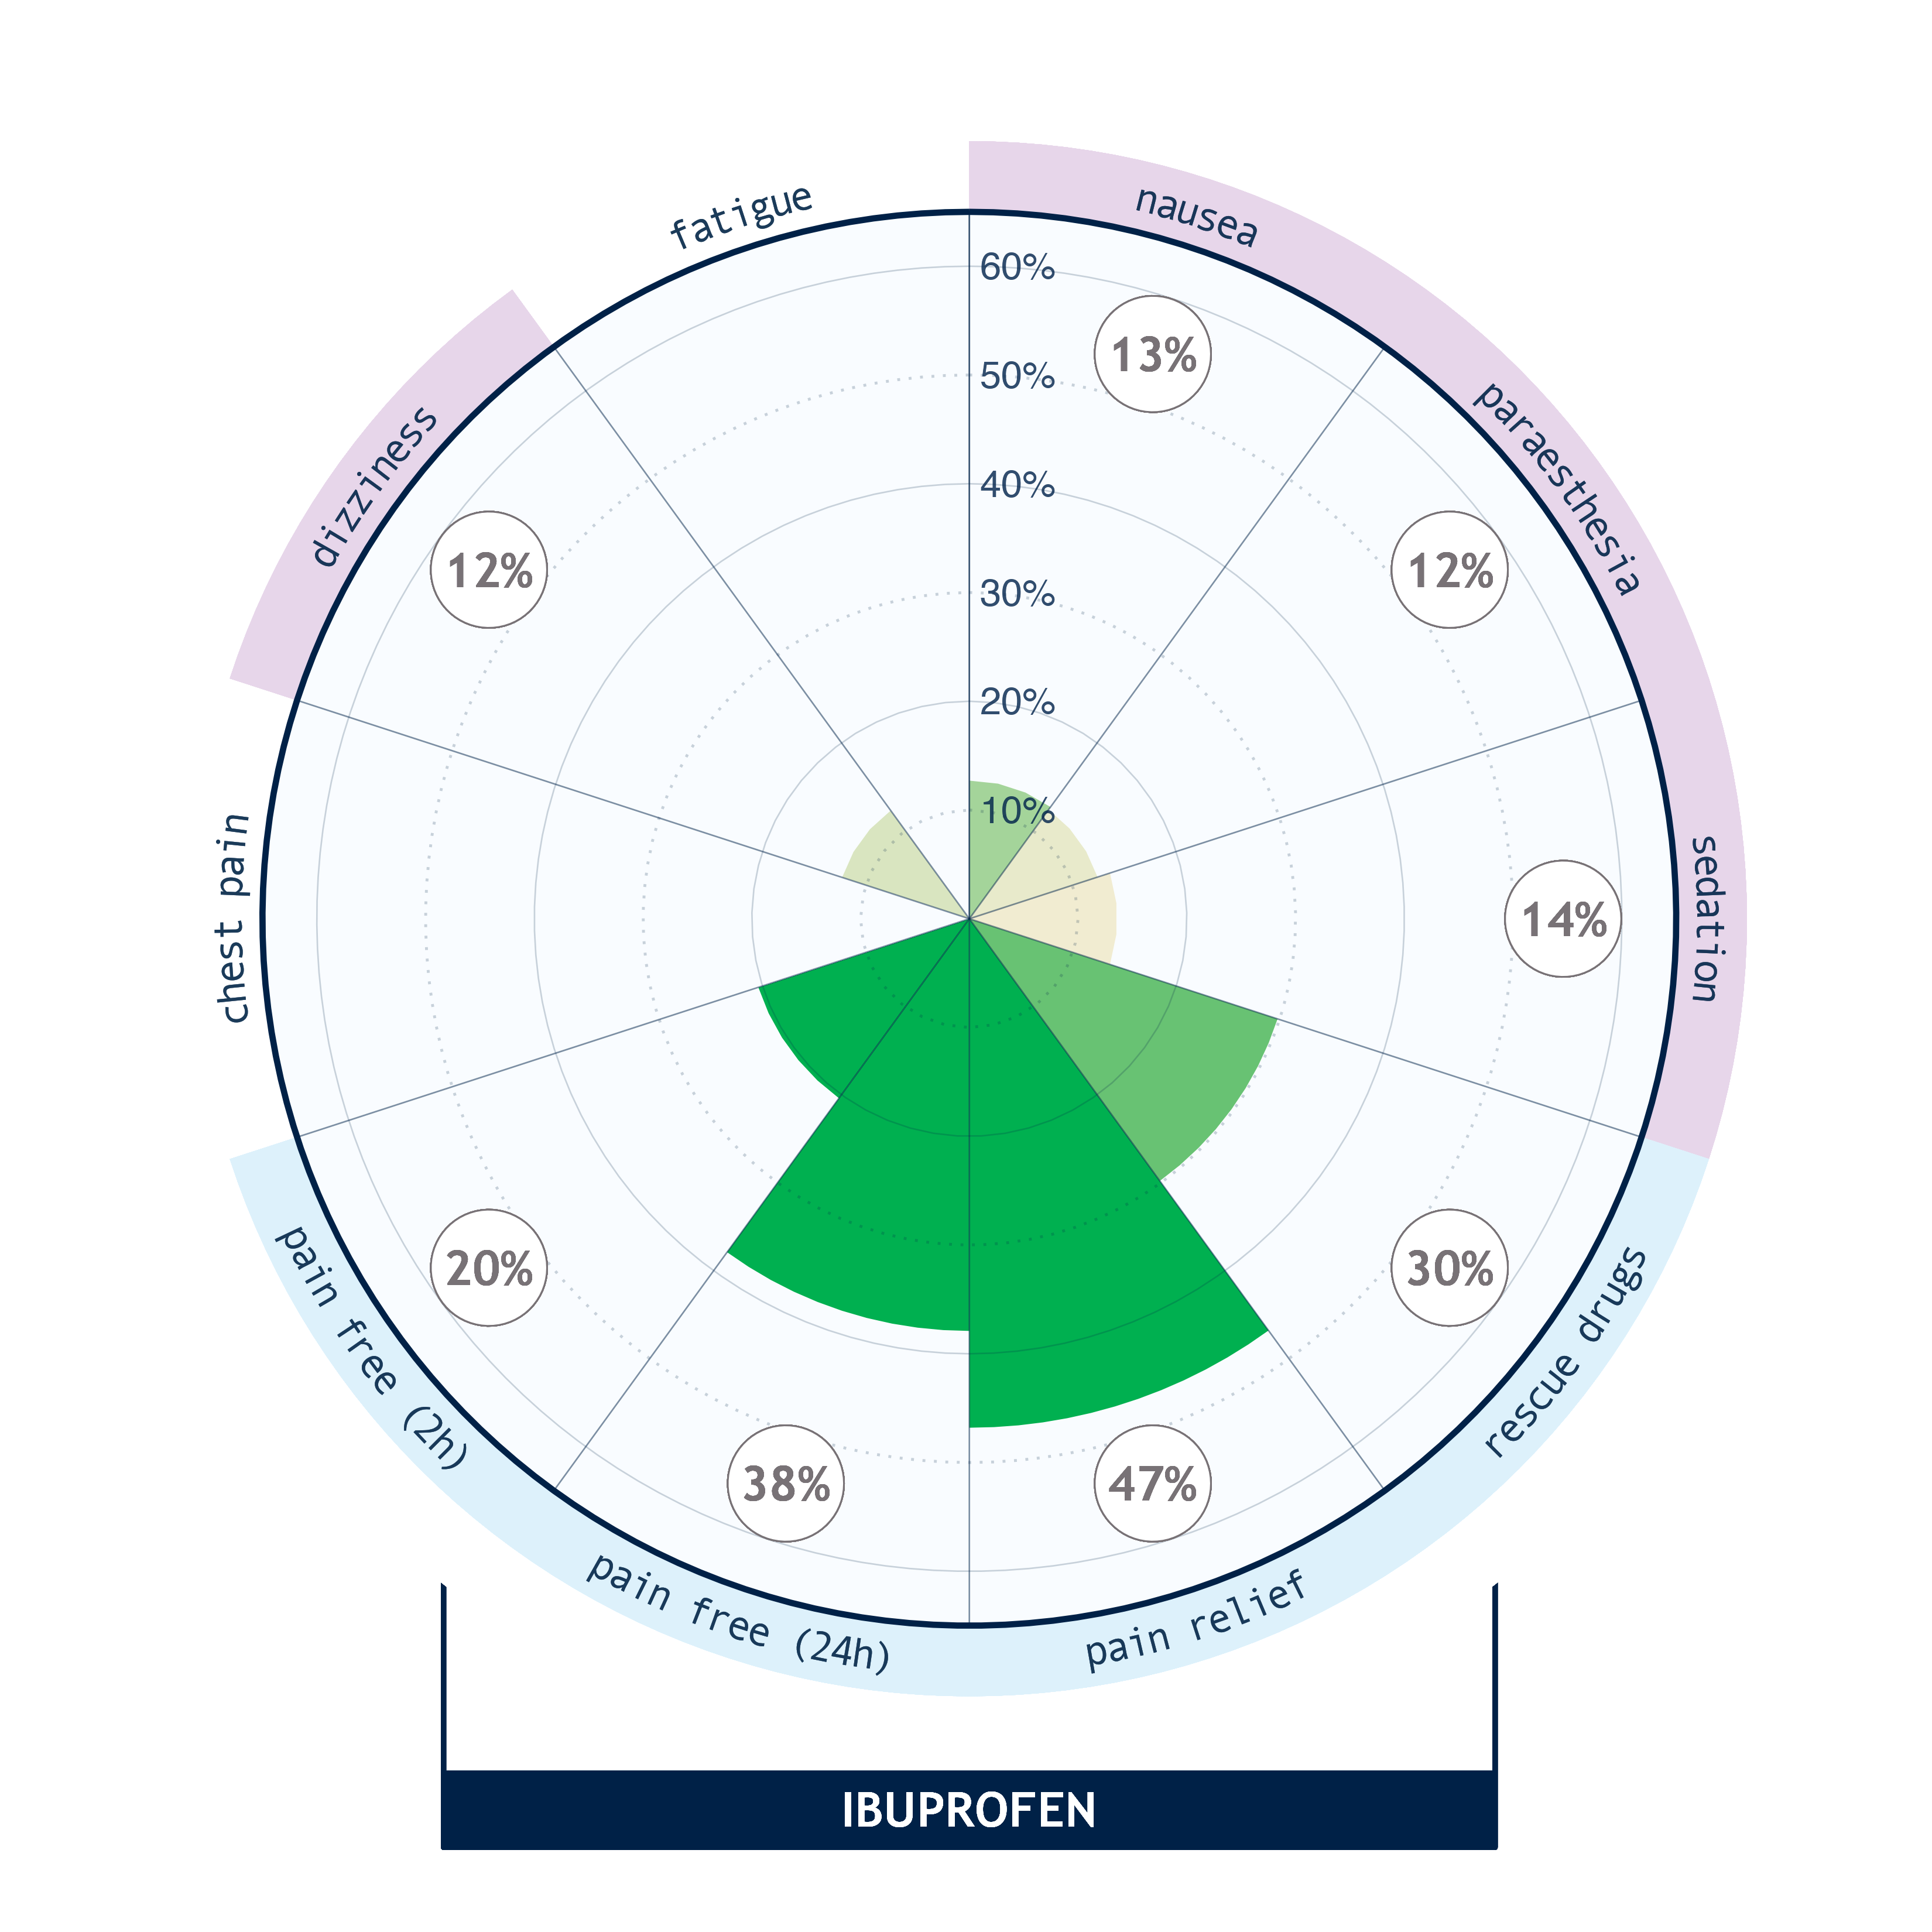 fatigue
nausea
60%
13%
50%
dizziness
paraesthesia
40%
12%
12%
30%
20%
10%
chest pain
14%
sedation
20%
30%
pain free (2h)
rescue drugs
38%
47%
pain free (24h)
pain relief
IBUPROFEN